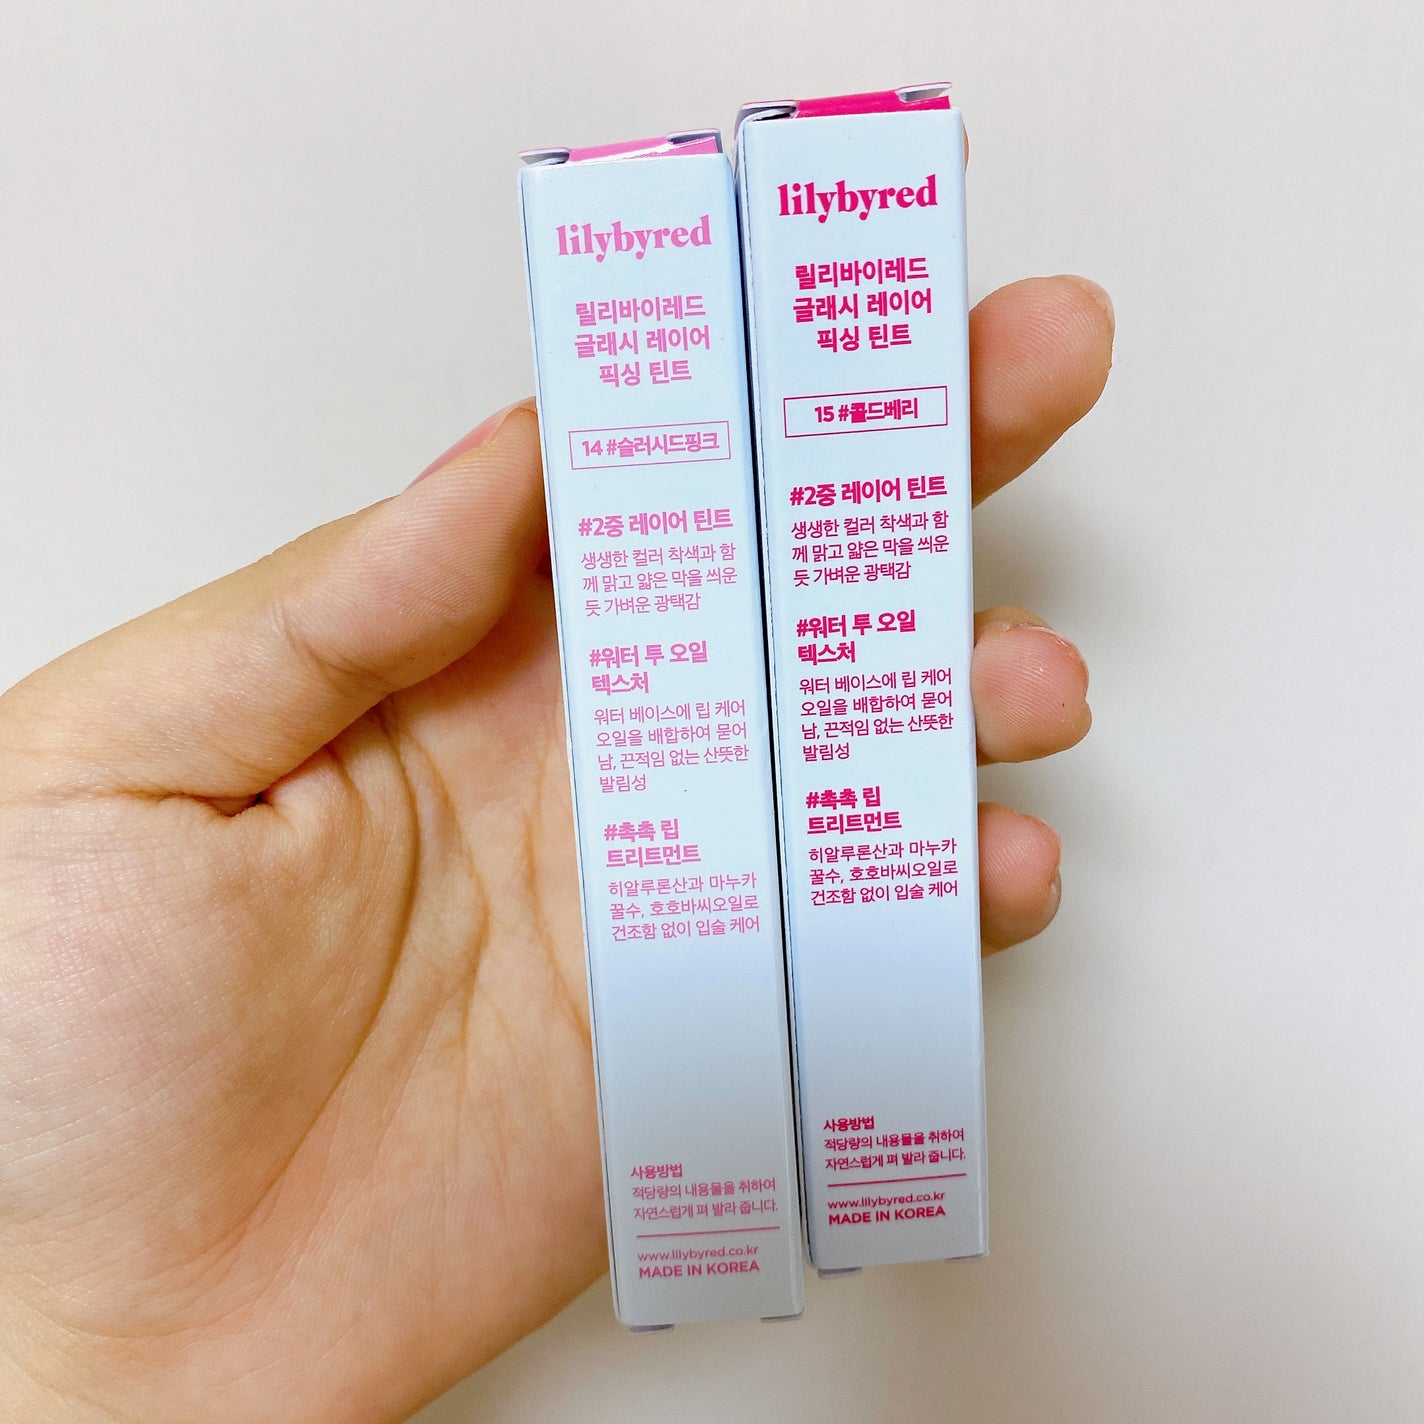 lilybyred
릴리바이레드
글래시 레이어
픽싱 틴트
14 #슬러시드핑크
#2중 레이어 틴트
생생한 컬러 착색과 함
께 맑고 얇은 막을 씌운
듯 가벼운 광택감
#워터 투 오일
텍스처
워터 베이스에 립 케어
오일을 배합하여 묻어
남, 끈적임 없는 산뜻한
발림성
#촉촉 립
트리트먼트
히알루론산과 마누카
꿀수, 호호바씨오일로
건조함 없이 입술 케어
사용방법
적당량의 내용물을 취하여
자연스럽게 펴 발라 줍니다.
www.lilybyred.co.kr
MADE IN KOREA
lilybyred
릴리바이레드
글래시 레이어
픽싱 틴트
15 #콜드베리
#2중 레이어 틴트
생생한 컬러 착색과 함
께 맑고 얇은 막을 씌운
듯 가벼운 광택감
#워터 투 오일
텍스처
워터 베이스에 립 케어
오일을 배합하여 묻어
남, 끈적임 없는 산뜻한
발림성
#촉촉 립
트리트먼트
히알루론산과 마누카
꿀수, 호호바씨오일로
건조함 없이 입술 케어
사용방법
적당량의 내용물을 취하여
자연스럽게 펴 발라 줍니다.
www.lilybyred.co.kr
MADE IN KOREA